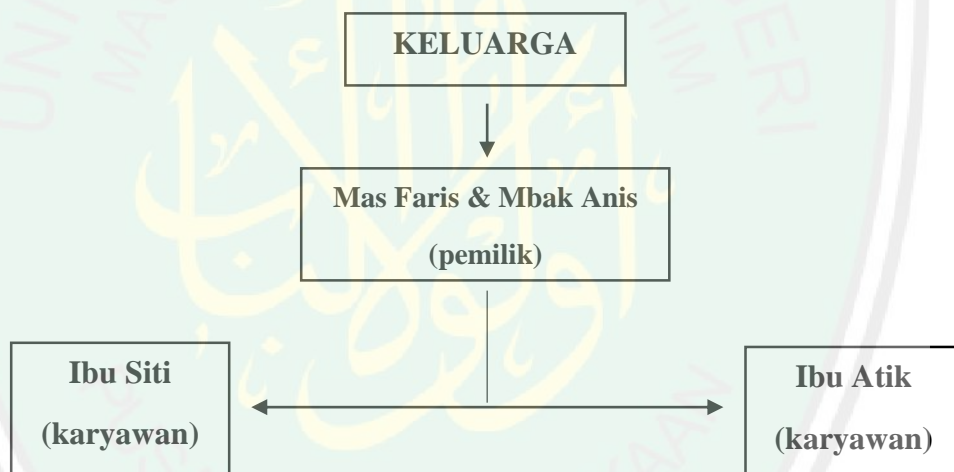 KELUARGA
Mas Faris & Mbak Anis
(pemilik)
Ibu Siti
(karyawan)
Ibu Atik
(karyawan)